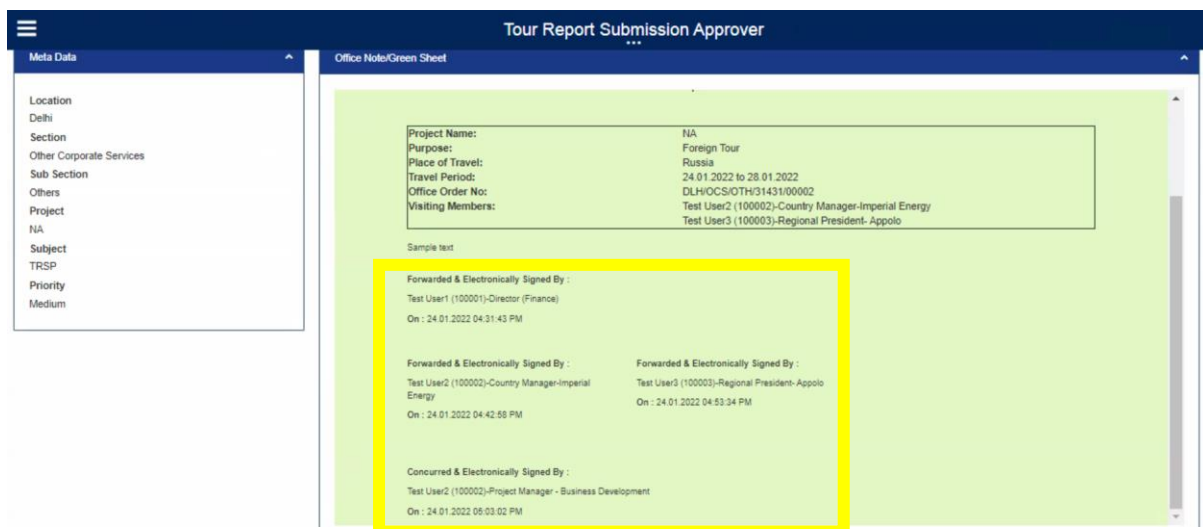 Tour Report Submission Approver
Meta Data
Office Note/Green Sheet
Location
Delhi
Section
Other Corporate Services
Sub Section
Others
Project
NA
Subject
TRSP
Priority
Medium
Project Name: NA
Purpose: Foreign Tour
Place of Travel: Russia
Travel Period: 24.01.2022 to 28.01.2022
Office Order No: DLH/OCS/OTH/31431/00002
Visiting Members: Test User2 (100002)-Country Manager-Imperial Energy
Test User3 (100003)-Regional President- Appolo
Sample text
Forwarded & Electronically Signed By :
Test User1 (100001)-Director (Finance)
On : 24.01.2022 04:31:43 PM
Forwarded & Electronically Signed By :
Test User2 (100002)-Country Manager-Imperial
Energy
On : 24.01.2022 04:42:58 PM
Forwarded & Electronically Signed By :
Test User3 (100003)-Regional President- Appolo
On : 24.01.2022 04:53:34 PM
Concurred & Electronically Signed By :
Test User2 (100002)-Project Manager - Business Development
On : 24.01.2022 05:03:02 PM